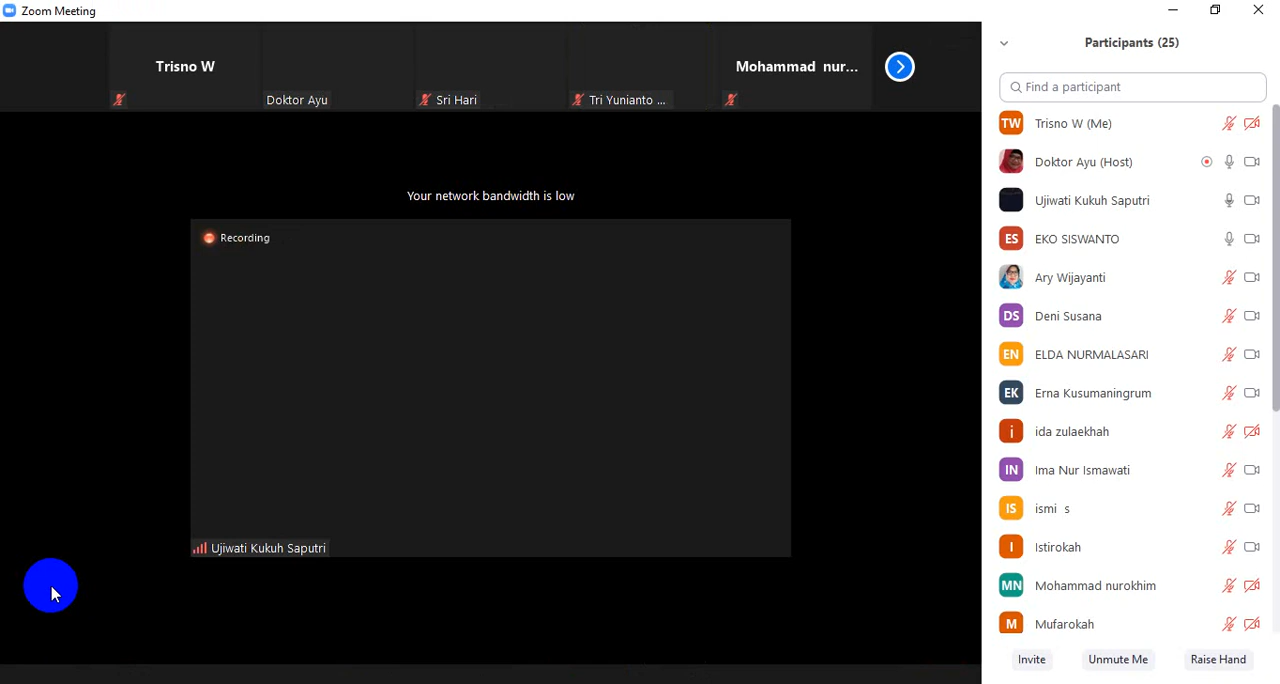 Zoom Meeting
Participants (25)
Trisno W
Mohammad nur...
Doktor Ayu
Sri Hari
Tri Yunianto ...
Find a participant
Your network bandwidth is low
Recording
Ujiwati Kukuh Saputri
TW Trisno W (Me)
Doktor Ayu (Host)
Ujiwati Kukuh Saputri
ES EKO SISWANTO
Ary Wijayanti
DS Deni Susana
EN ELDA NURMALASARI
EK Erna Kusumaningrum
i ida zulaekhah
IN Ima Nur Ismawati
IS ismi s
I Istirokah
MN Mohammad nurokhim
M Mufarokah
Invite Unmute Me Raise Hand